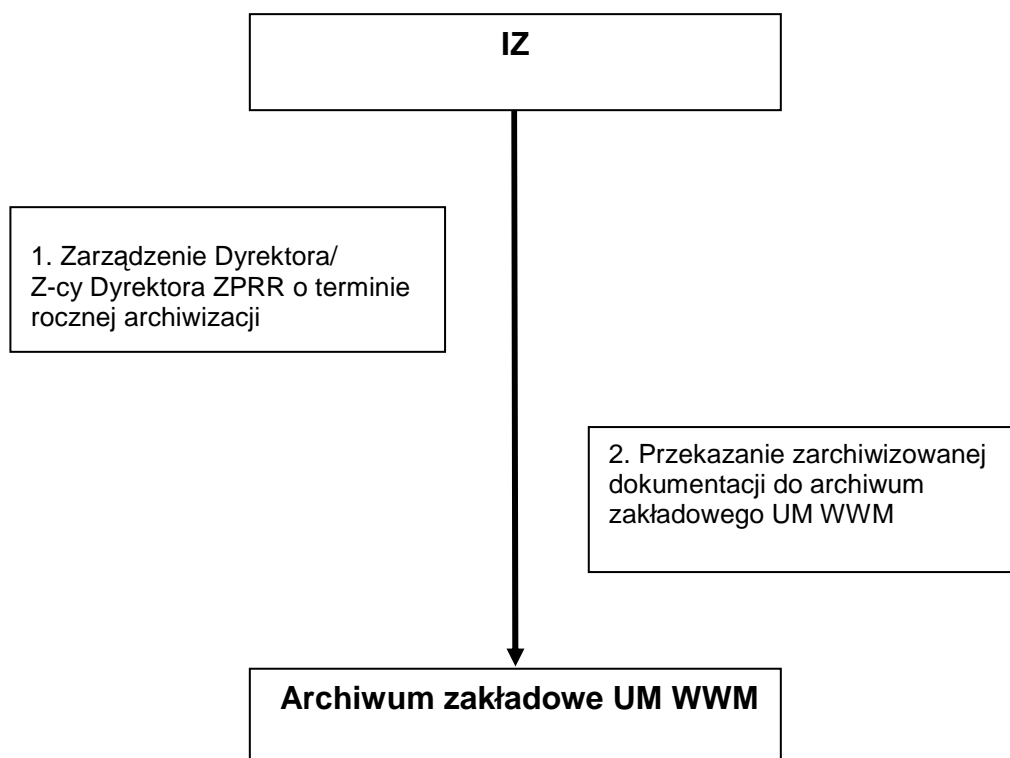 IZ
1. Zarządzenie Dyrektora/
Z-cy Dyrektora ZPRR o terminie
rocznej archiwizacji
2. Przekazanie zarchiwizowanej
dokumentacji do archiwum
zakładowego UM WWM
Archiwum zakładowe UM WWM